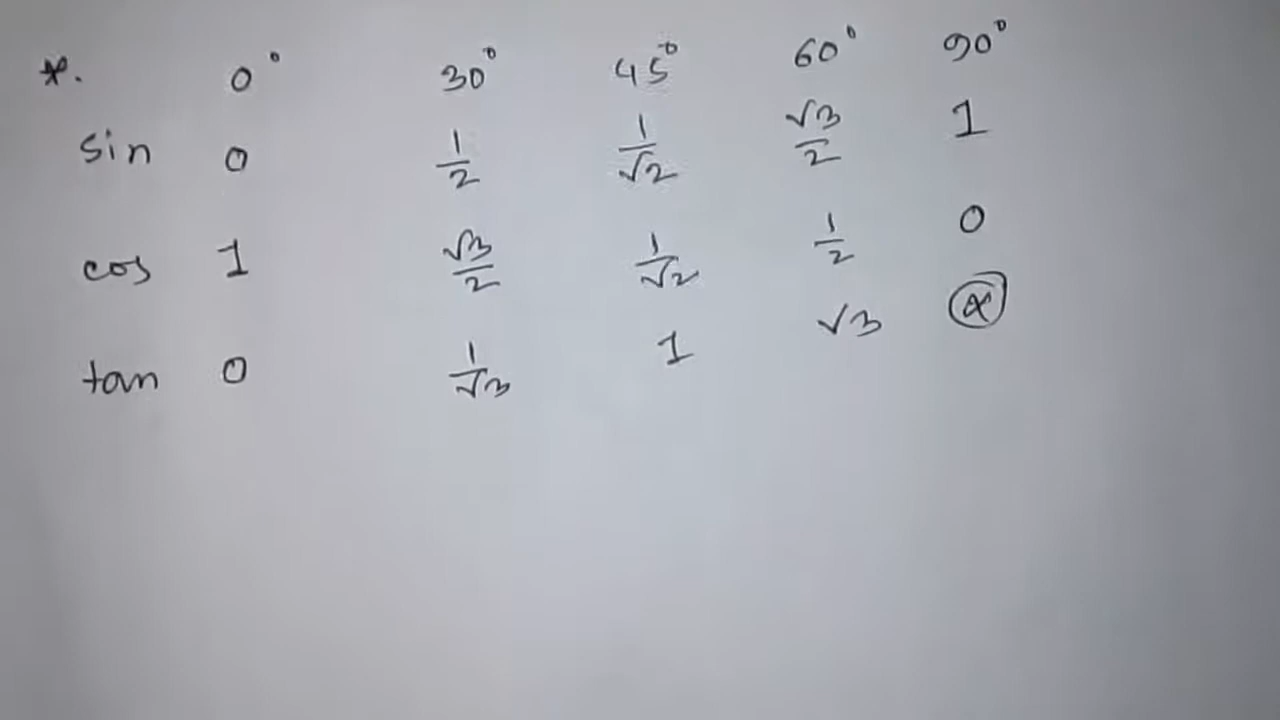 *. 0° 30° 45° 60° 90°
sin 0 1/2 1/√2 √3/2 1
cos 1 √3/2 1/√2 1/2 0
tan 0 1/√3 1 √3 ∝